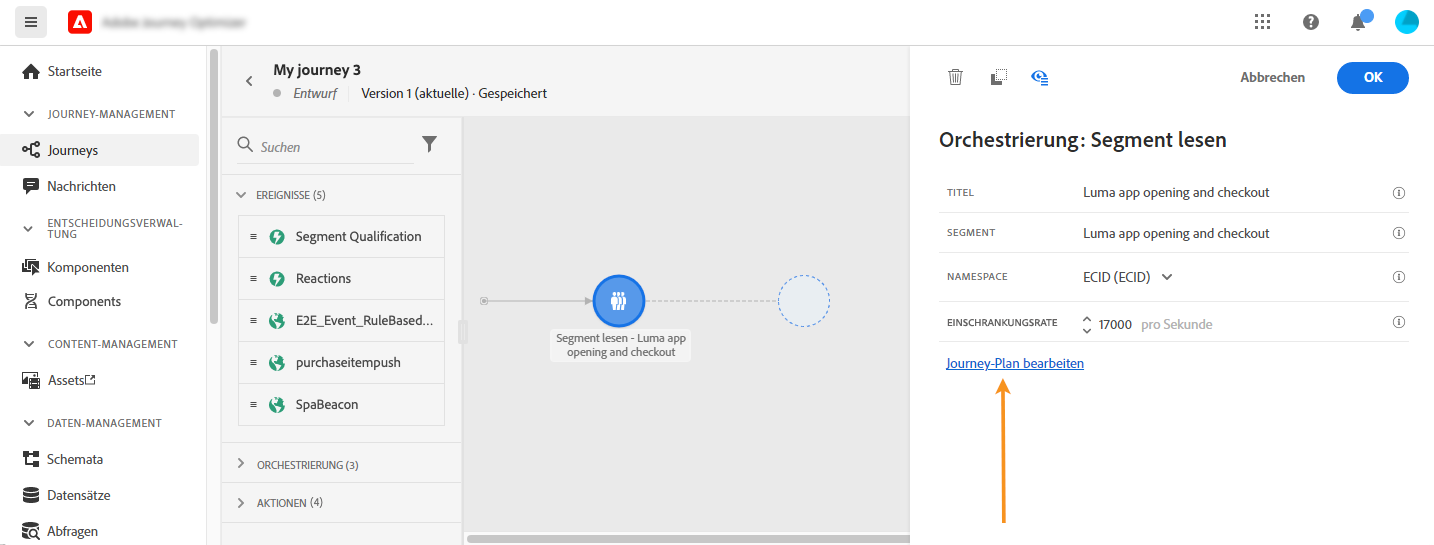 Adobe Journey Optimizer
Startseite
JOURNEY-MANAGEMENT
Journeys
Nachrichten
ENTSCHEIDUNGSVERWAL-
TUNG
Komponenten
Components
CONTENT-MANAGEMENT
Assets
DATEN-MANAGEMENT
Schemata
Datensätze
Abfragen
My journey 3
Entwurf
Version 1 (aktuelle) · Gespeichert
Suchen
EREIGNISSE (5)
Segment Qualification
Reactions
E2E_Event_RuleBased...
purchaseitempush
SpaBeacon
ORCHESTRIERUNG (3)
AKTIONEN (4)
Segment lesen - Luma app
opening and checkout
Abbrechen
OK
Orchestrierung: Segment lesen
TITEL Luma app opening and checkout
SEGMENT Luma app opening and checkout
NAMESPACE ECID (ECID)
EINSCHRANKUNGSRATE 17000 pro Sekunde
Journey-Plan bearbeiten